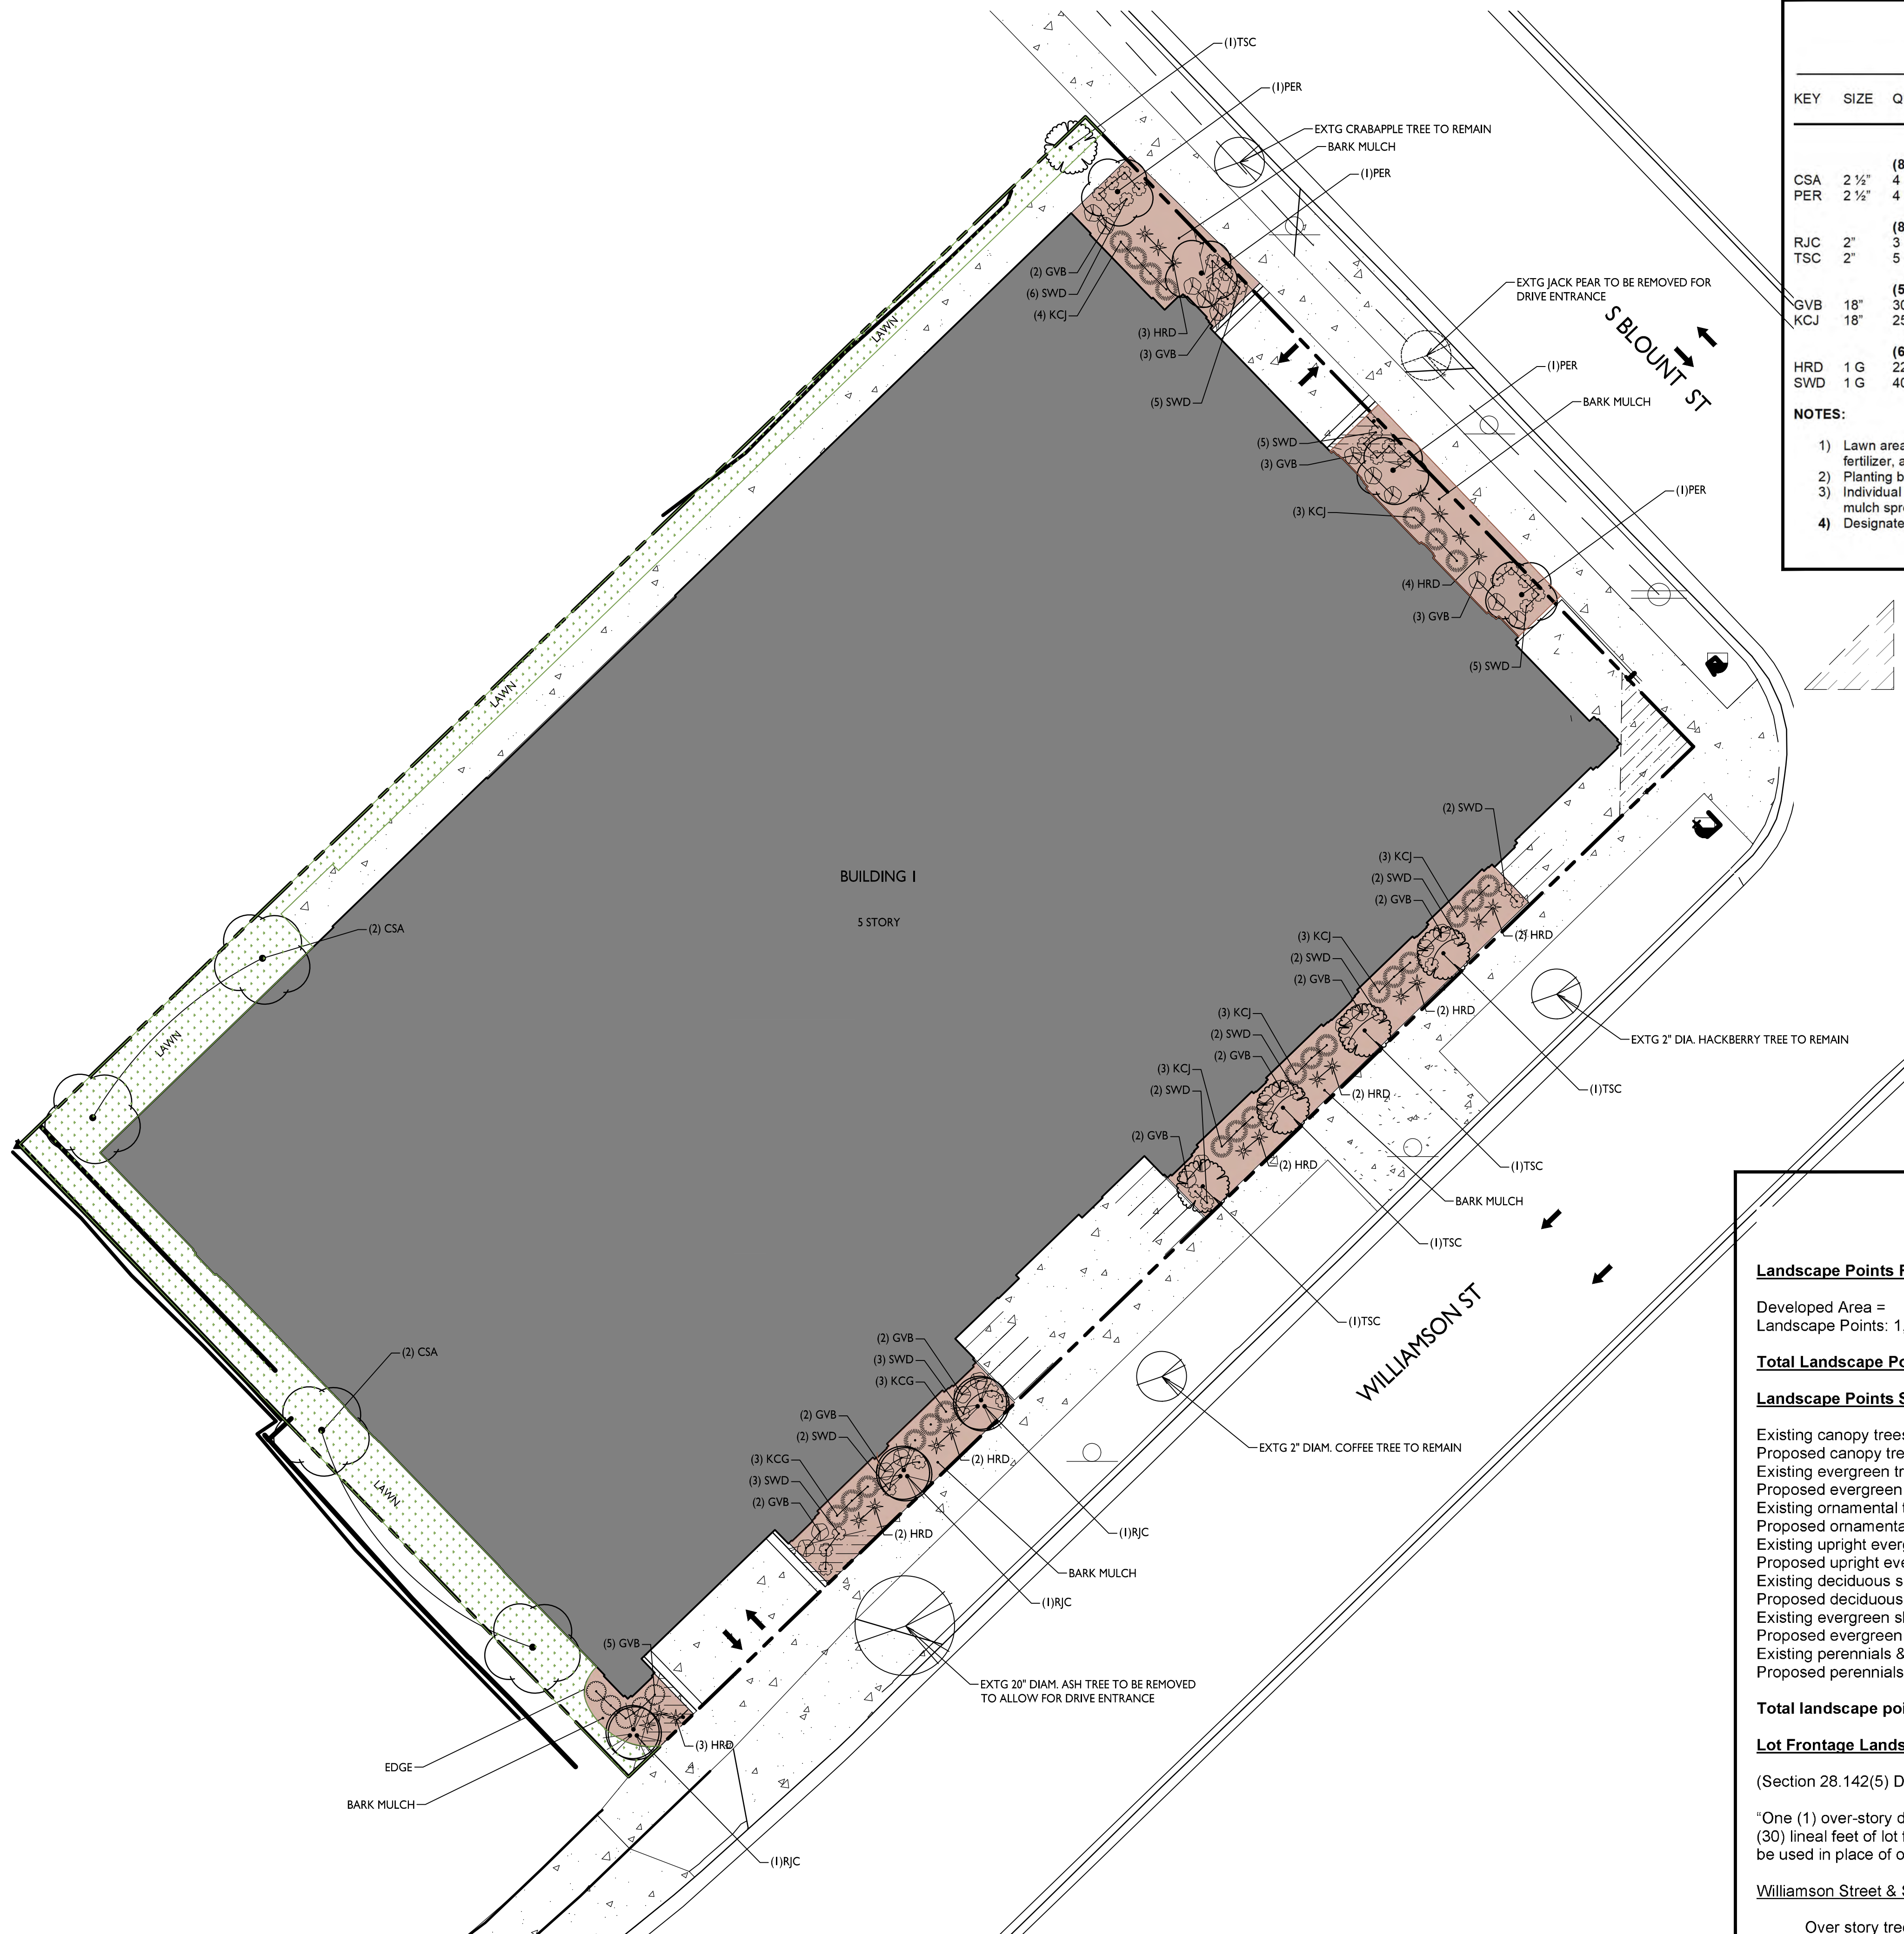 (1)TSC
(1)PER
EXTG CRABAPPLE TREE TO REMAIN
BARK MULCH
(1)PER
(2) GVB
(6) SWD
(4) KCJ
(3) HRD
(3) GVB
(5) SWD
EXTG JACK PEAR TO BE REMOVED FOR
DRIVE ENTRANCE
S BLOUNT ST
(1)PER
BARK MULCH
(5) SWD
(3) GVB
(3) KCJ
(1)PER
(4) HRD
(3) GVB
(5) SWD
LAWN
LAWN
BUILDING 1
5 STORY
(2) CSA
LAWN
(2) SWD
(3) KCJ
(2) SWD
(2) GVB
(2) HRD
(3) KCJ
(2) SWD
(2) GVB
(2) HRD
(3) KCJ
(2) SWD
(2) GVB
(2) HRD
(3) KCJ
(2) SWD
(2) GVB
(2) HRD
EXTG 2" DIA. HACKBERRY TREE TO REMAIN
(1)TSC
(1)TSC
BARK MULCH
(1)TSC
(1)TSC
WILLIAMSON ST
(2) CSA
LAWN
(2) GVB
(3) SWD
(3) KCG
(2) GVB
(2) SWD
(3) KCG
(3) SWD
(2) GVB
(2) HRD
(2) HRD
EXTG 2" DIAM. COFFEE TREE TO REMAIN
(1)RJC
BARK MULCH
(1)RJC
(5) GVB
EXTG 20" DIAM. ASH TREE TO BE REMOVED
TO ALLOW FOR DRIVE ENTRANCE
(3) HRD
EDGE
BARK MULCH
(1)RJC
KEY SIZE Q
(8
CSA 2 ½" 4
PER 2 ½" 4
(8
RJC 2" 3
TSC 2" 5
(5
GVB 18" 30
KCJ 18" 25
(6
HRD 1 G 22
SWD 1 G 40
NOTES:
1) Lawn area
fertilizer, a
2) Planting b
3) Individual
mulch spr
4) Designate
Landscape Points
Developed Area =
Landscape Points: 1.
Total Landscape Po
Landscape Points S
Existing canopy trees
Proposed canopy tre
Existing evergreen tr
Proposed evergreen
Existing ornamental t
Proposed ornamenta
Existing upright everg
Proposed upright eve
Existing deciduous s
Proposed deciduous
Existing evergreen s
Proposed evergreen
Existing perennials &
Proposed perennials
Total landscape poi
Lot Frontage Lands
(Section 28.142(5) D
"One (1) over-story d
(30) lineal feet of lot
be used in place of o
Williamson Street & S
Over story tree